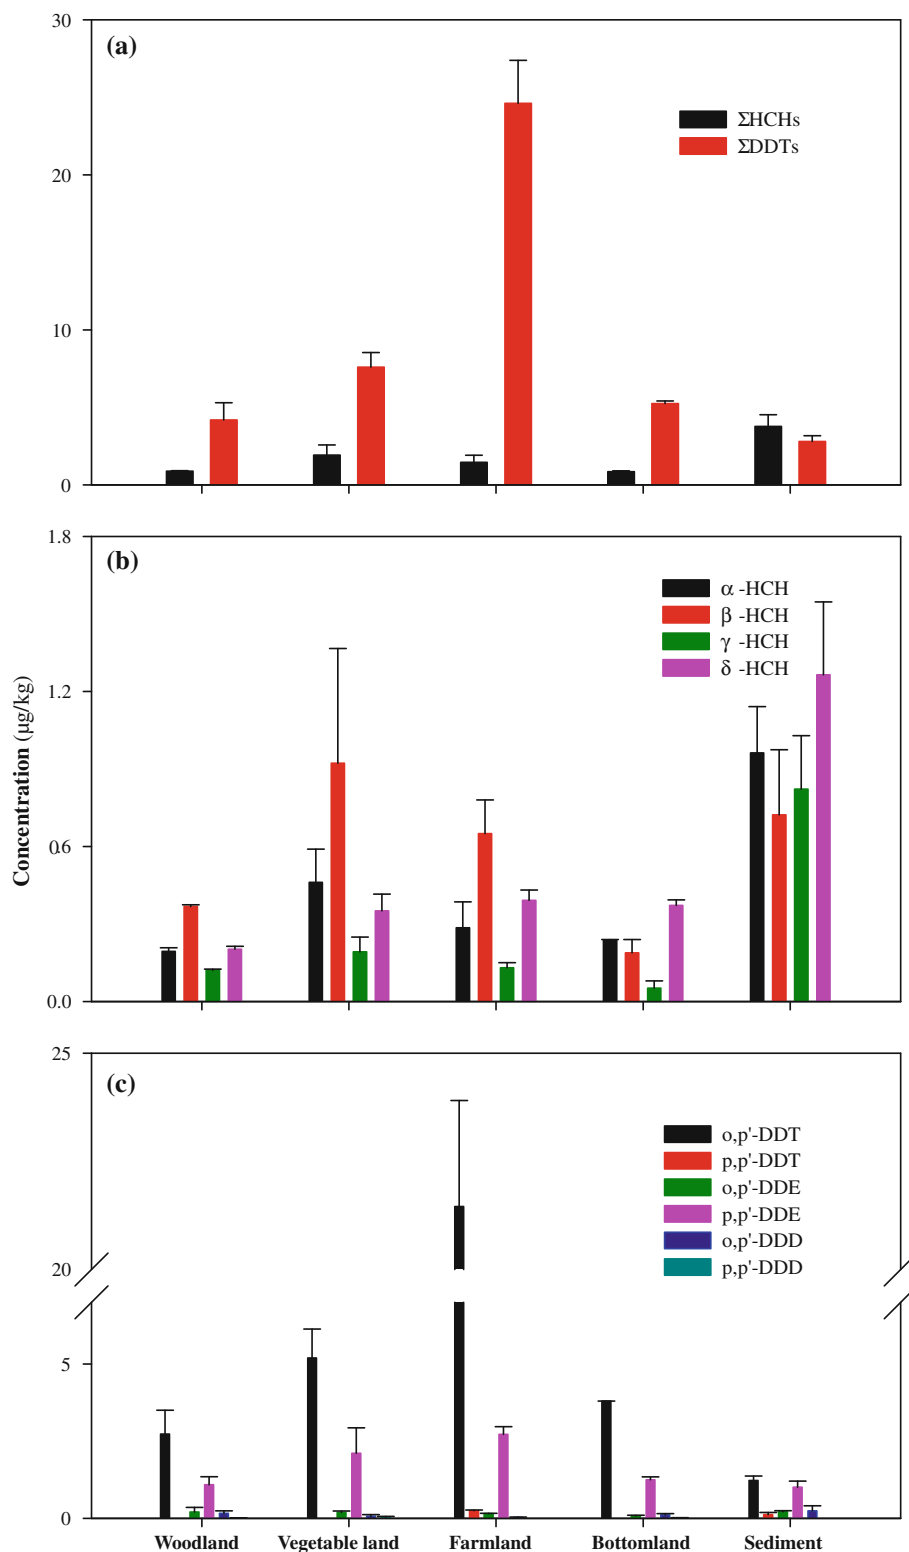 30
(a)
ΣHCHs
ΣDDTs
20
10
0
1.8
(b)
α -HCH
β -HCH
γ -HCH
δ -HCH
1.2
0.6
0.0
Concentration (µg/kg)
25
(c)
o,p'-DDT
p,p'-DDT
o,p'-DDE
p,p'-DDE
o,p'-DDD
p,p'-DDD
20
5
0
Woodland Vegetable land Farmland Bottomland Sediment